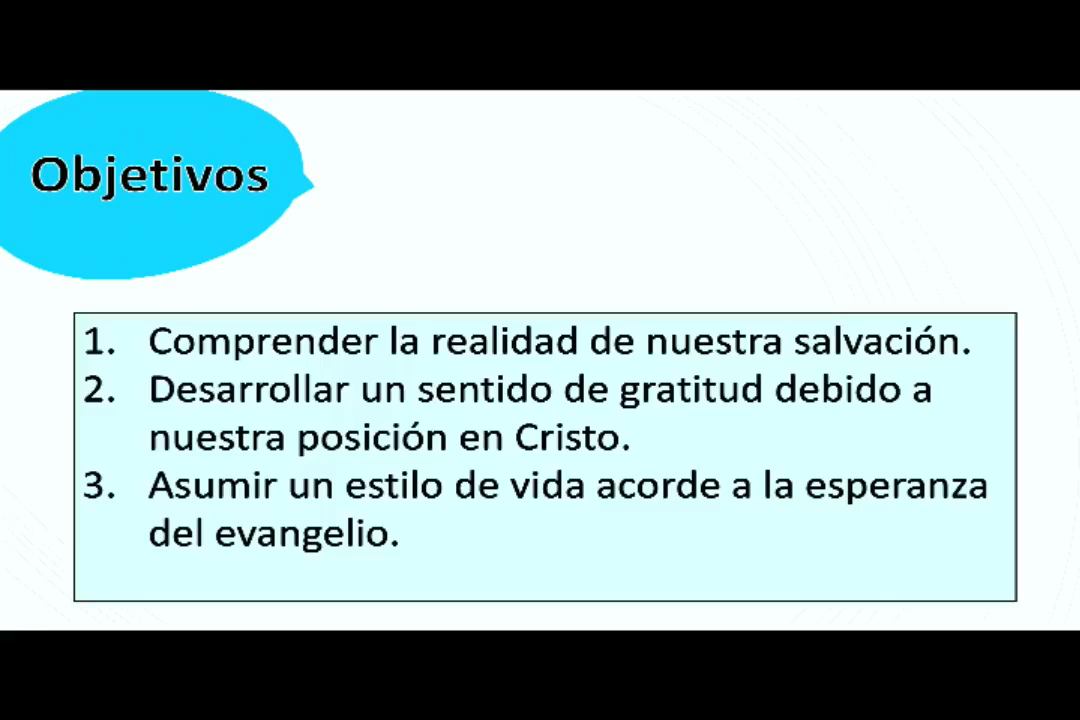 Objetivos
1. Comprender la realidad de nuestra salvación.
2. Desarrollar un sentido de gratitud debido a
nuestra posición en Cristo.
3. Asumir un estilo de vida acorde a la esperanza
del evangelio.